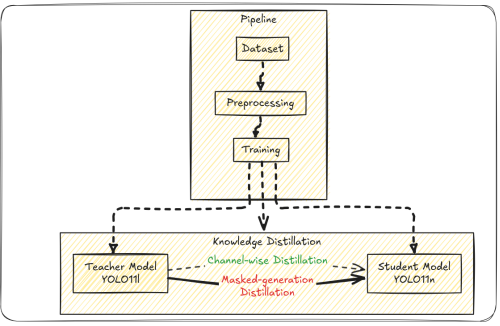 Pipeline
Dataset
Preprocessing
Training
Knowledge Distillation
Teacher Model
YOLO11l
Channel-wise Distillation
Masked-generation
Distillation
Student Model
YOLO11n